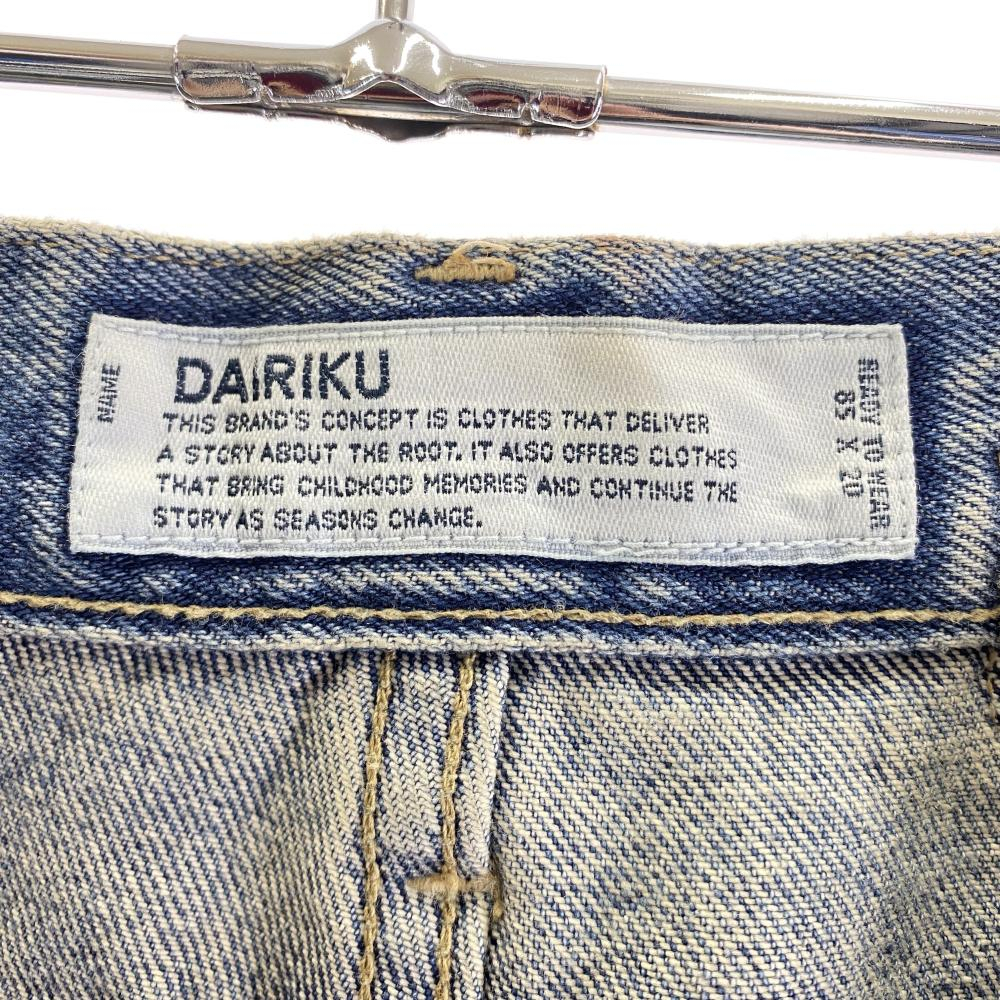 NAME
DAIRIKU
THIS BRAND'S CONCEPT IS CLOTHES THAT DELIVER
A STORY ABOUT THE ROOT. IT ALSO OFFERS CLOTHES
THAT BRING CHILDHOOD MEMORIES AND CONTINUE THE
STORY AS SEASONS CHANGE.
READY TO WEAR
65 X 20